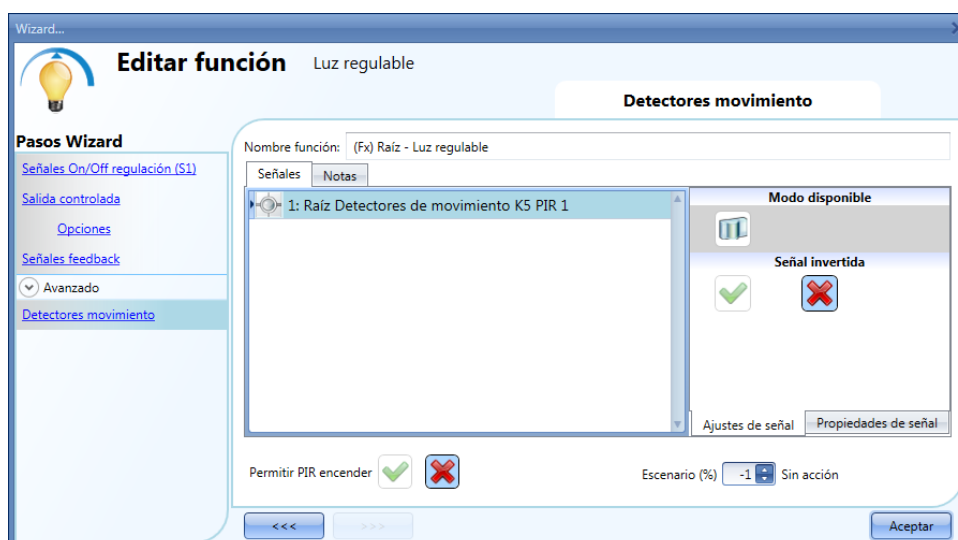 Wizard...
Editar función Luz regulable
Detectores movimiento
Pasos Wizard
Señales On/Off regulación (S1)
Salida controlada
Opciones
Señales feedback
Avanzado
Detectores movimiento
Nombre función: (Fx) Raíz - Luz regulable
Señales Notas
1: Raíz Detectores de movimiento K5 PIR 1
Modo disponible
Señal invertida
Ajustes de señal Propiedades de señal
Permitir PIR encender
Escenario (%) -1 Sin acción
<<< >>> Aceptar